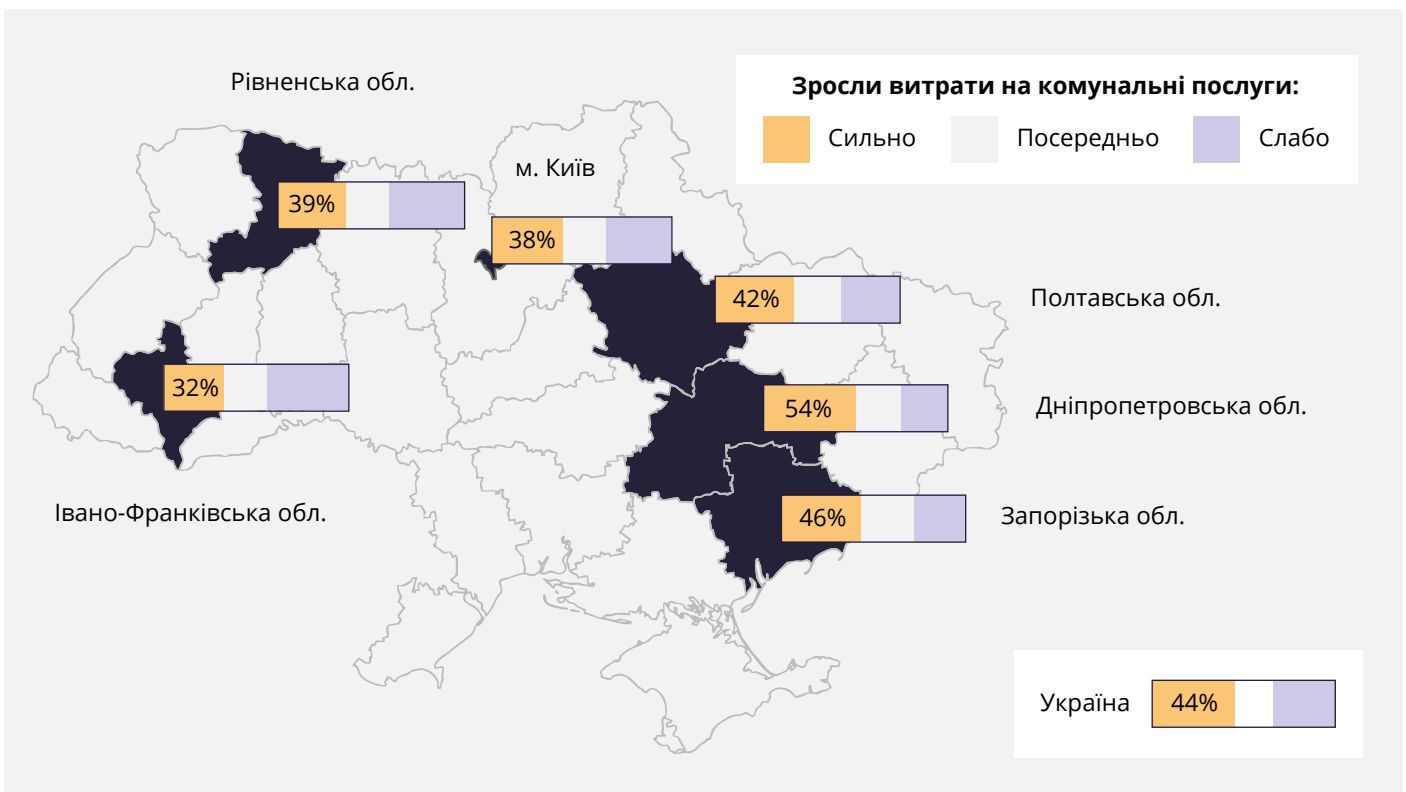 Рівненська обл.
Зросли витрати на комунальні послуги:
Сильно
Посередньо
Слабо
м. Київ
39%
38%
42%
Полтавська обл.
32%
54%
Дніпропетровська обл.
Івано-Франківська обл.
46%
Запорізька обл.
Україна
44%